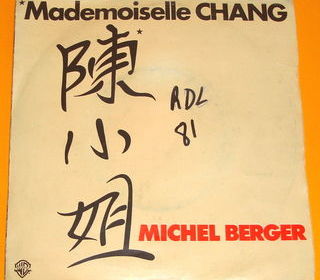 *Mademoiselle CHANG
陳*
小
姐
ADL
81
MICHEL BERGER